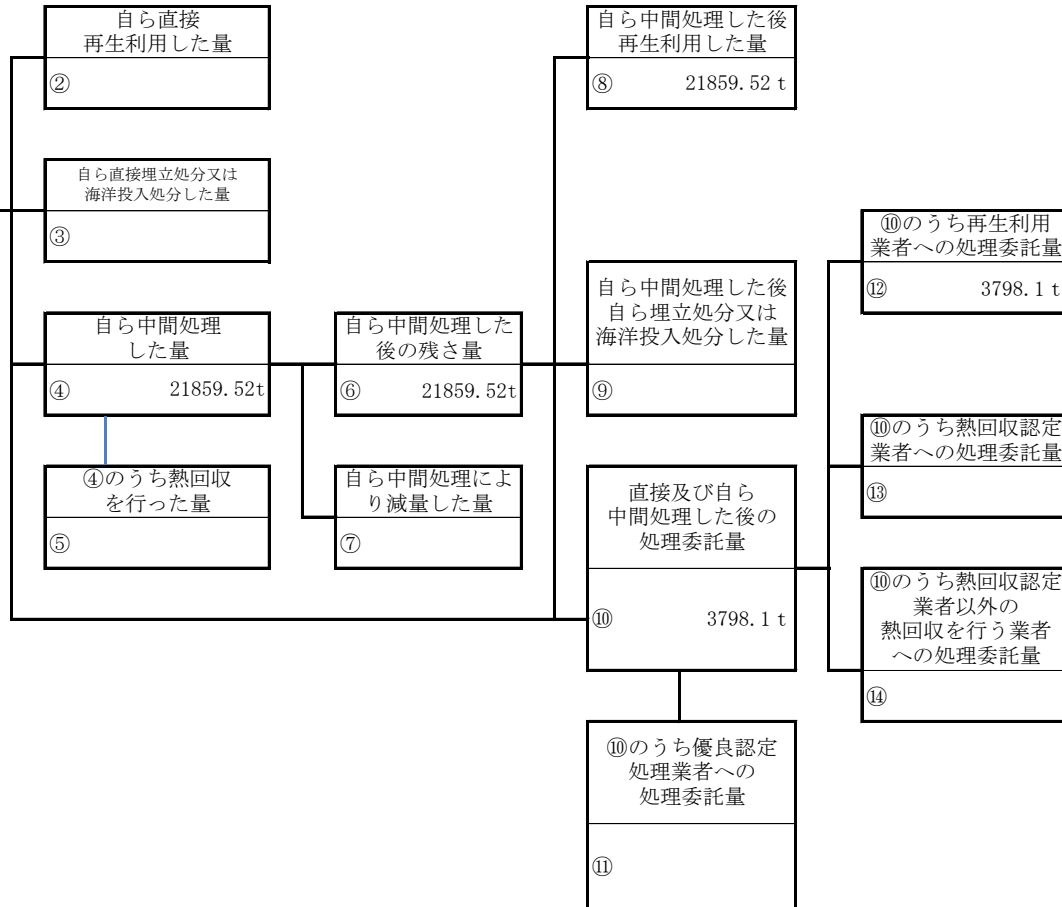 自ら直接
再生利用した量
②
自ら直接埋立処分又は
海洋投入処分した量
③
自ら中間処理
した量
④ 21859.52t
④のうち熱回収
を行った量
⑤
自ら中間処理した
後の残さ量
⑥ 21859.52t
自ら中間処理によ
り減量した量
⑦
自ら中間処理した後
再生利用した量
⑧ 21859.52 t
自ら中間処理した後
自ら埋立処分又は
海洋投入処分した量
⑨
直接及び自ら
中間処理した後の
処理委託量
⑩ 3798.1 t
⑩のうち優良認定
処理業者への
処理委託量
⑪
⑩のうち再生利用
業者への処理委託量
⑫ 3798.1 t
⑩のうち熱回収認定
業者への処理委託量
⑬
⑩のうち熱回収認定
業者以外の
熱回収を行う業者
への処理委託量
⑭